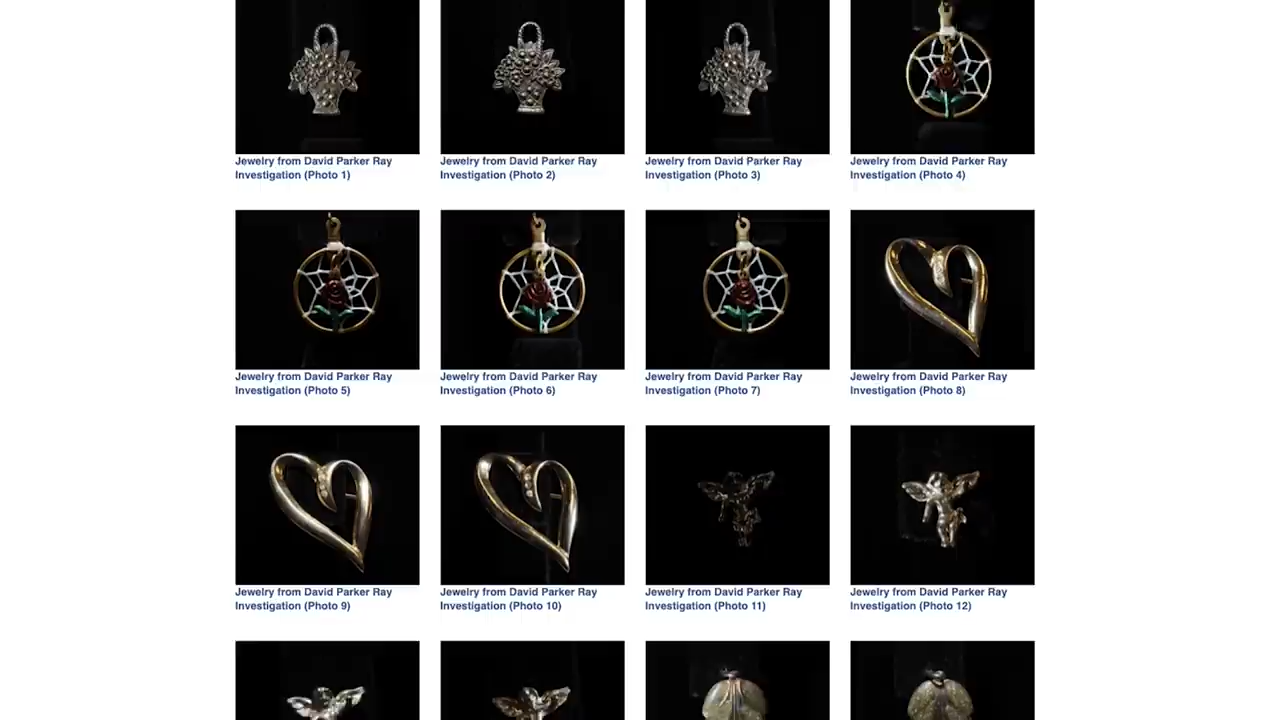 Jewelry from David Parker Ray
Investigation (Photo 1)
Jewelry from David Parker Ray
Investigation (Photo 2)
Jewelry from David Parker Ray
Investigation (Photo 3)
Jewelry from David Parker Ray
Investigation (Photo 4)
Jewelry from David Parker Ray
Investigation (Photo 5)
Jewelry from David Parker Ray
Investigation (Photo 6)
Jewelry from David Parker Ray
Investigation (Photo 7)
Jewelry from David Parker Ray
Investigation (Photo 8)
Jewelry from David Parker Ray
Investigation (Photo 9)
Jewelry from David Parker Ray
Investigation (Photo 10)
Jewelry from David Parker Ray
Investigation (Photo 11)
Jewelry from David Parker Ray
Investigation (Photo 12)